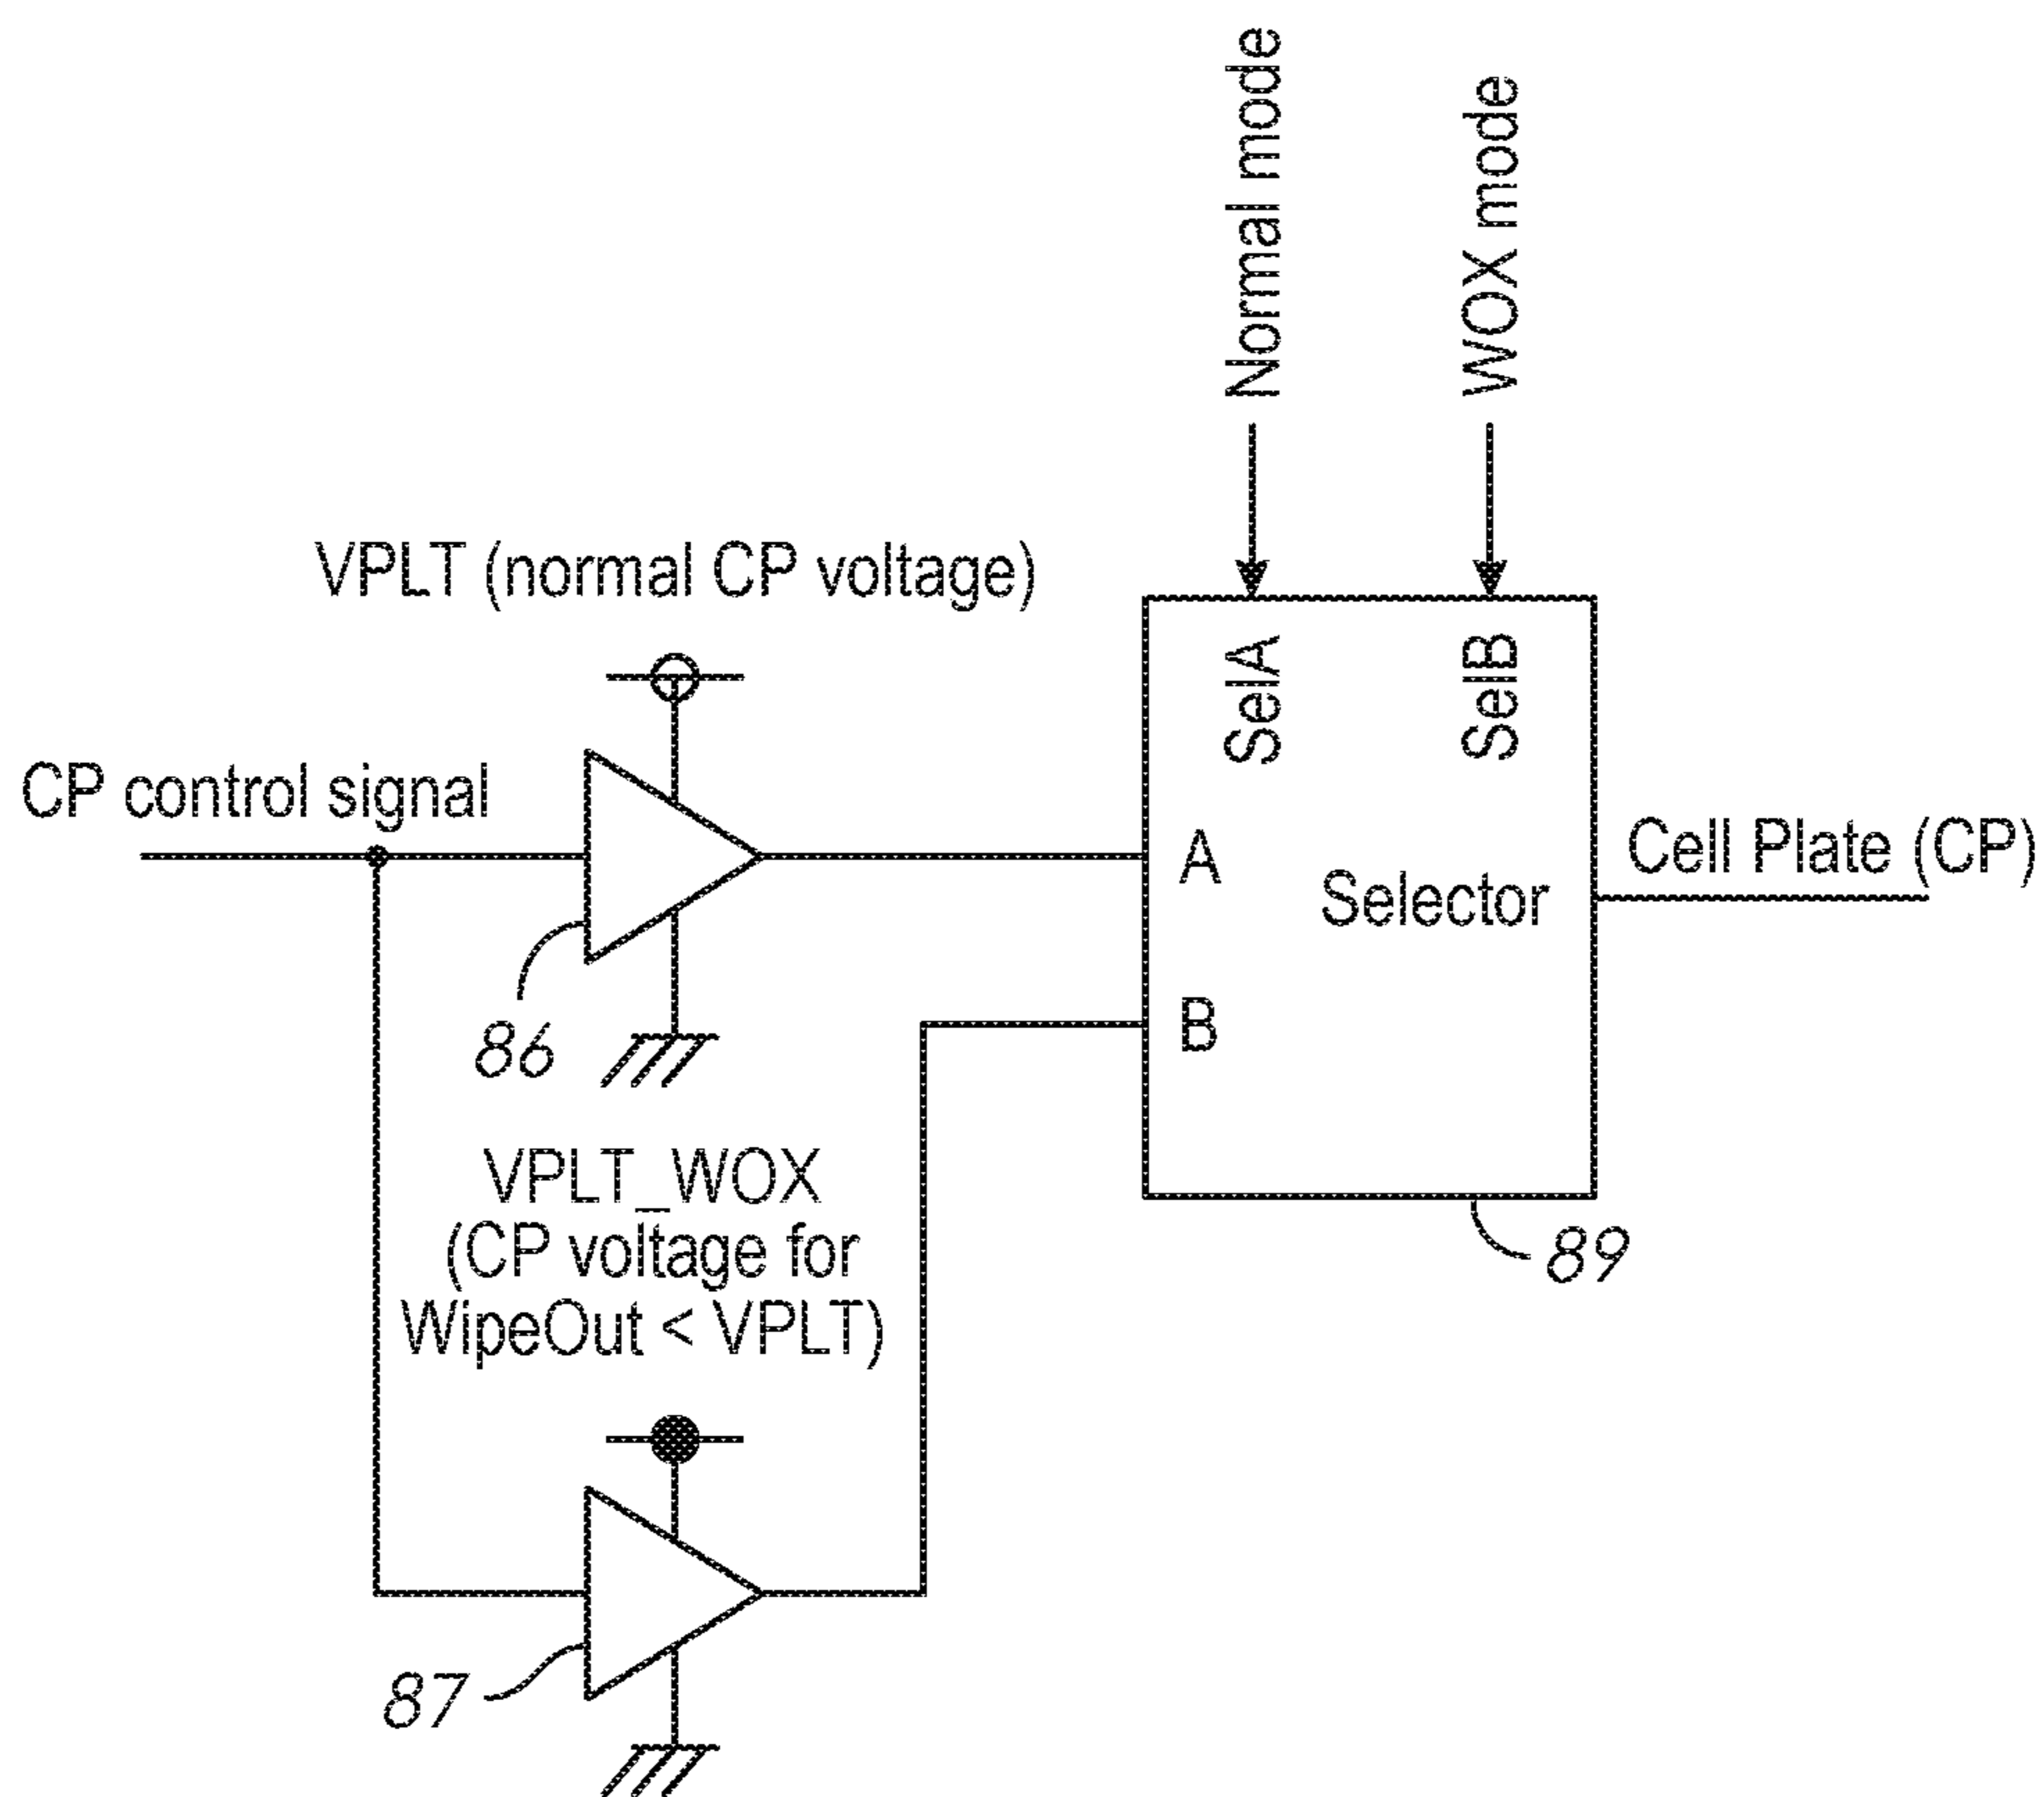 Normal mode
WOX mode
VPLT (normal CP voltage)
SelA
SelB
CP control signal
A
Selector
Cell Plate (CP)
B
86
VPLT_WOX
(CP voltage for
WipeOut < VPLT)
89
87